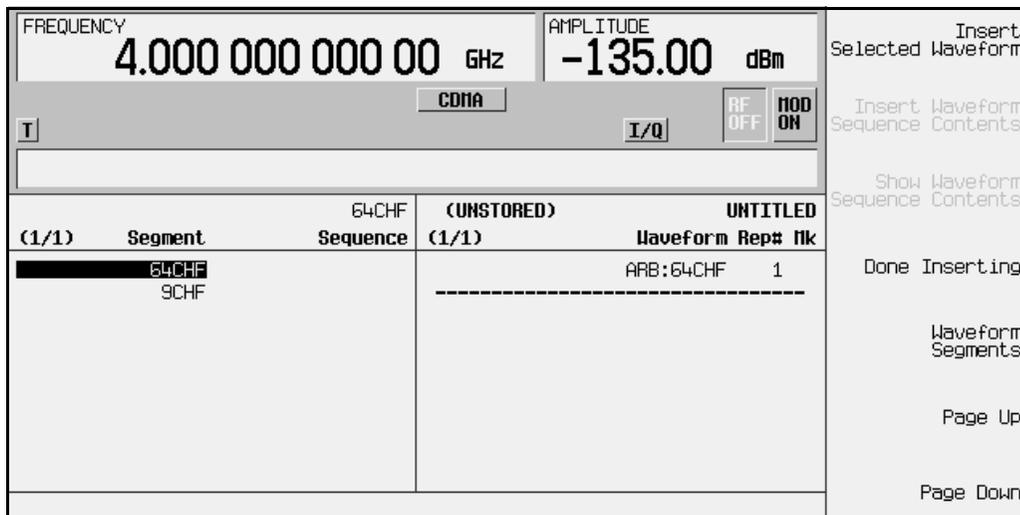 FREQUENCY
4.000 000 000 00 GHz
AMPLITUDE
-135.00 dBm
CDMA
T
I/Q
RF
OFF
MOD
ON
64CHF
(1/1) Segment Sequence
64CHF
9CHF
(UNSTORED) UNTITLED
(1/1) Waveform Rep# Mk
ARB:64CHF 1
Insert
Selected Waveform
Insert Waveform
Sequence Contents
Show Waveform
Sequence Contents
Done Inserting
Waveform
Segments
Page Up
Page Down